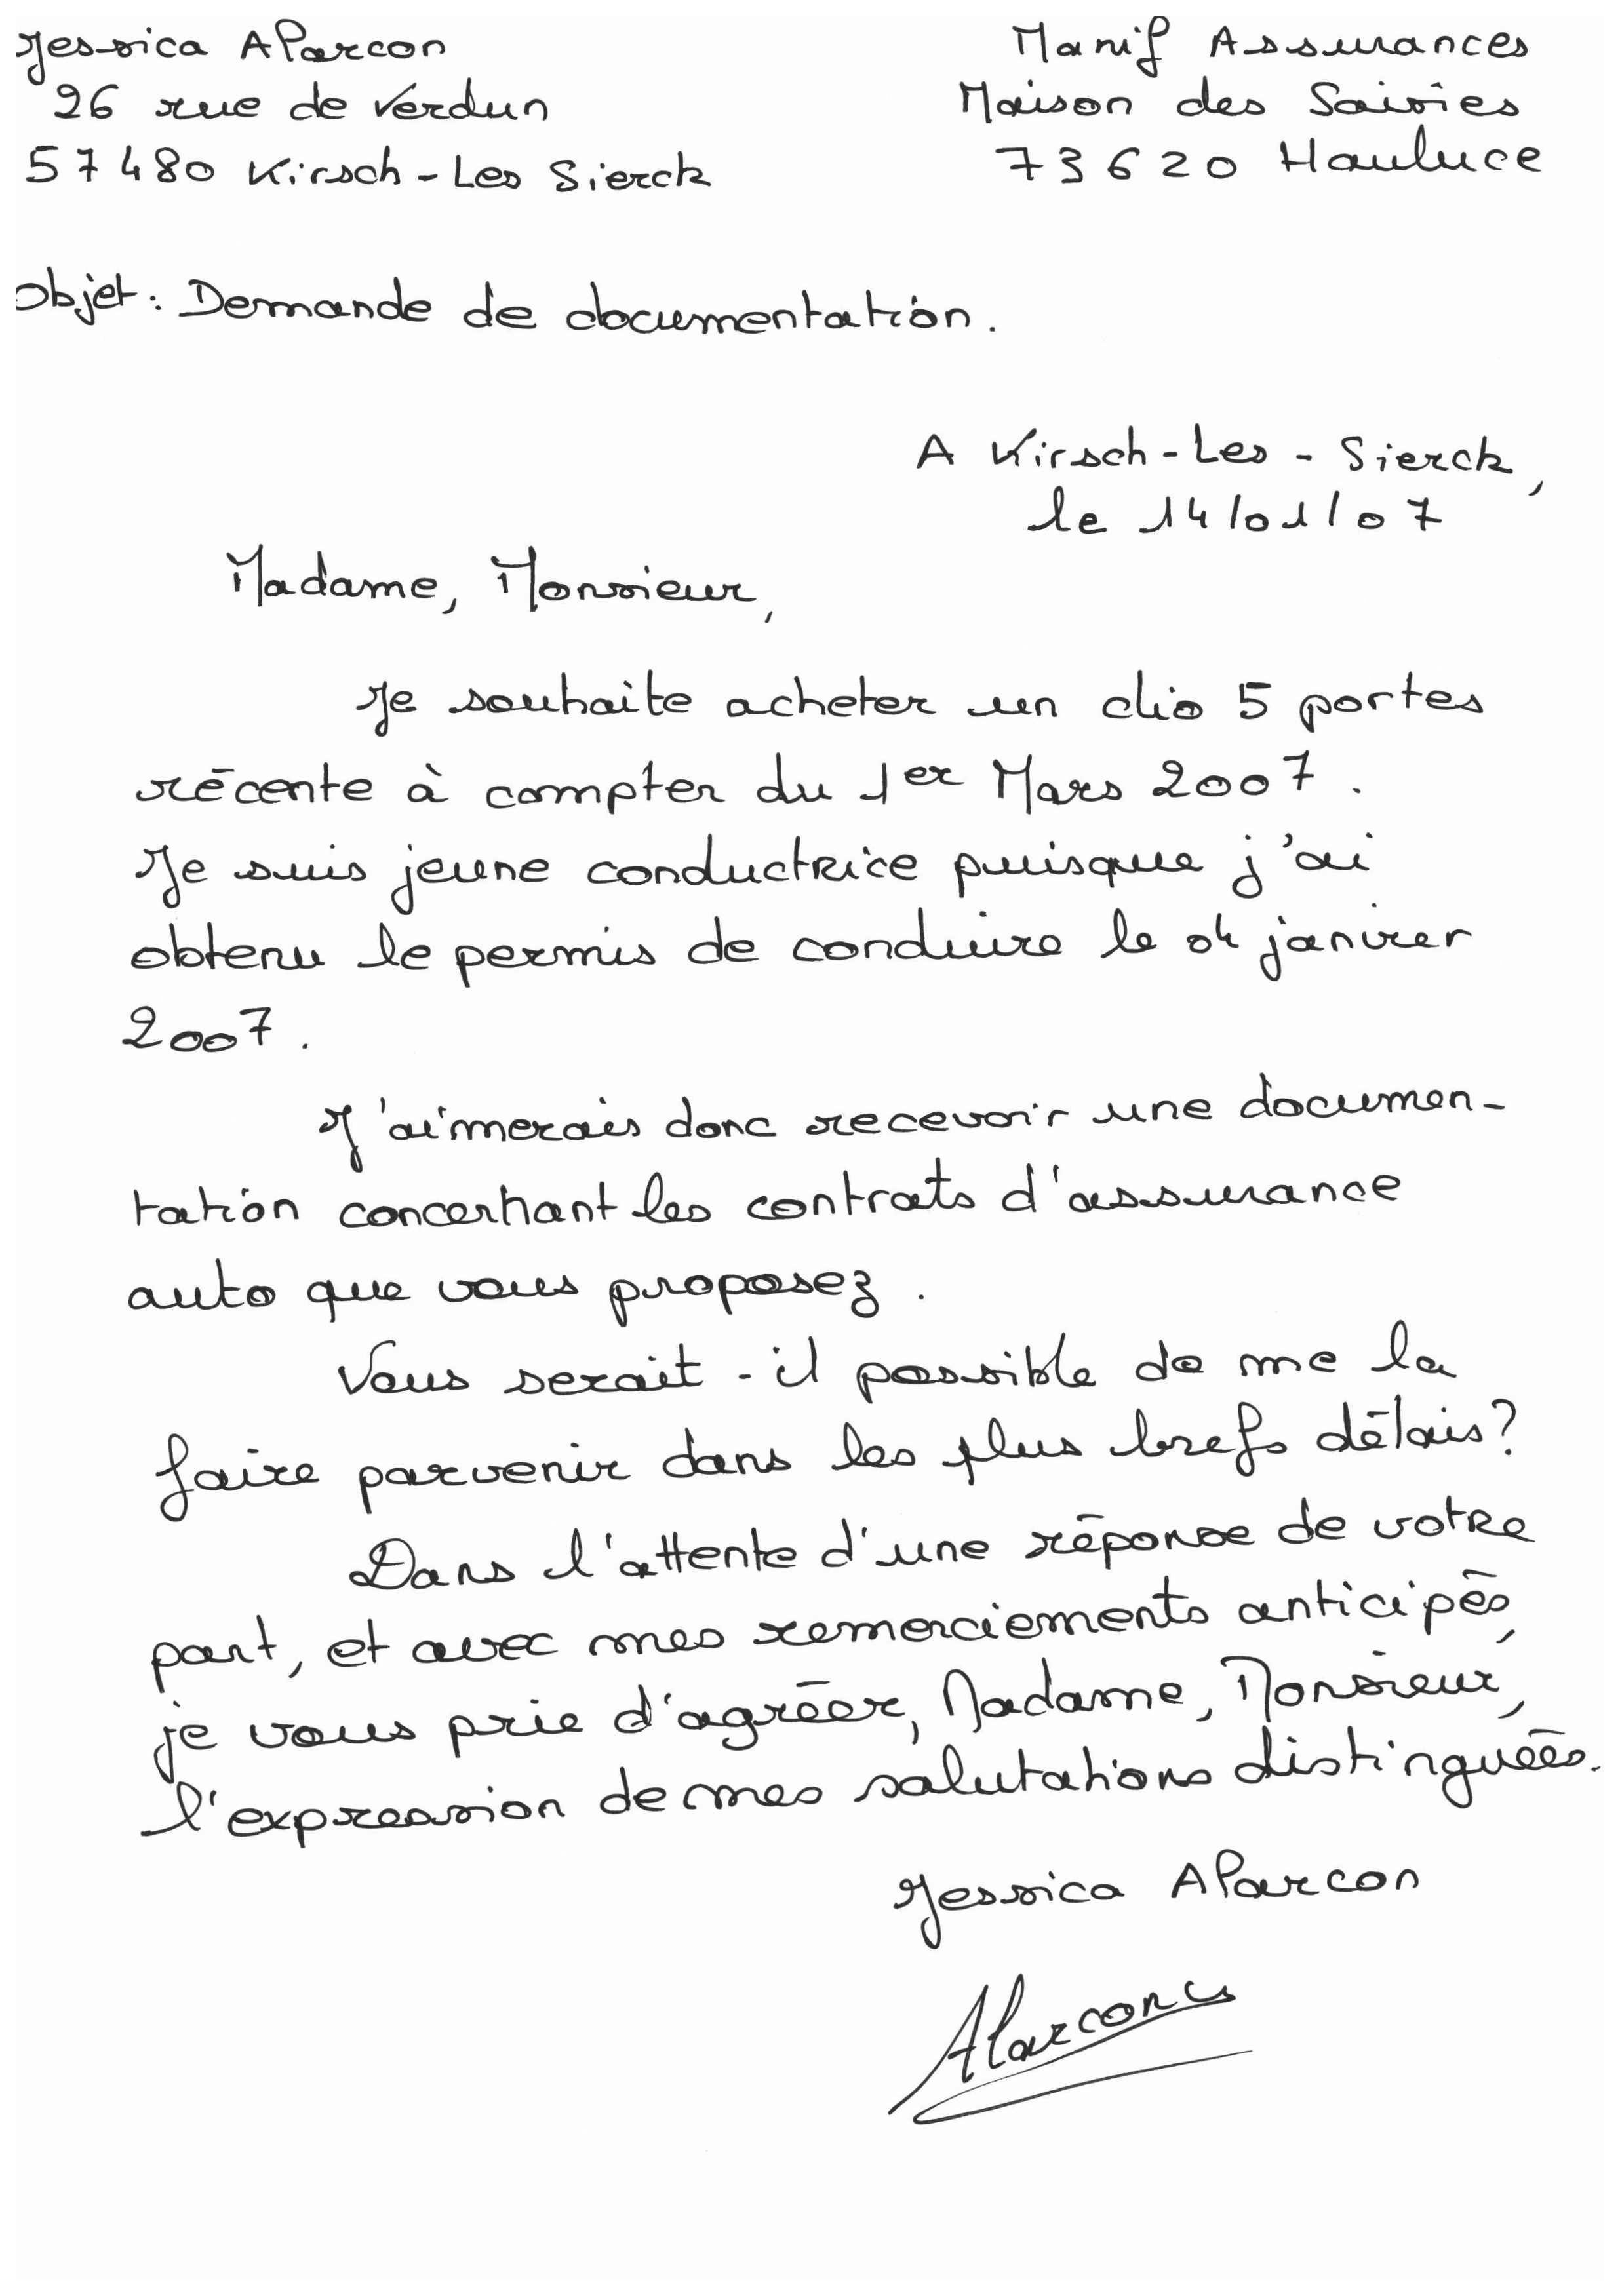 Jessica Alarcon
26 rue de Verdun
57480 Kirsch-Les Sierck
Manif Assurances
Maison des Saisies
73620 Hauluce
Objet : Demande de documentation.
A Kirsch-Les-Sierck,
le 14/01/07
Madame, Monsieur,
Je souhaite acheter un clio 5 portes
récente à compter du 1er Mars 2007.
Je suis jeune conductrice puisque j'ai
obtenu le permis de conduire le 04 janvier
2007.
J'aimerais donc recevoir une documen-
tation concernant les contrats d'assurance
auto que vous proposez.
Vous serait-il possible de me la
faire parvenir dans les plus brefs délais?
Dans l'attente d'une réponse de votre
part, et avec mes remerciements anticipés,
je vous prie d'agréer, Madame, Monsieur,
l'expression de mes salutations distinguées.
Jessica Alarcon
Alarcon